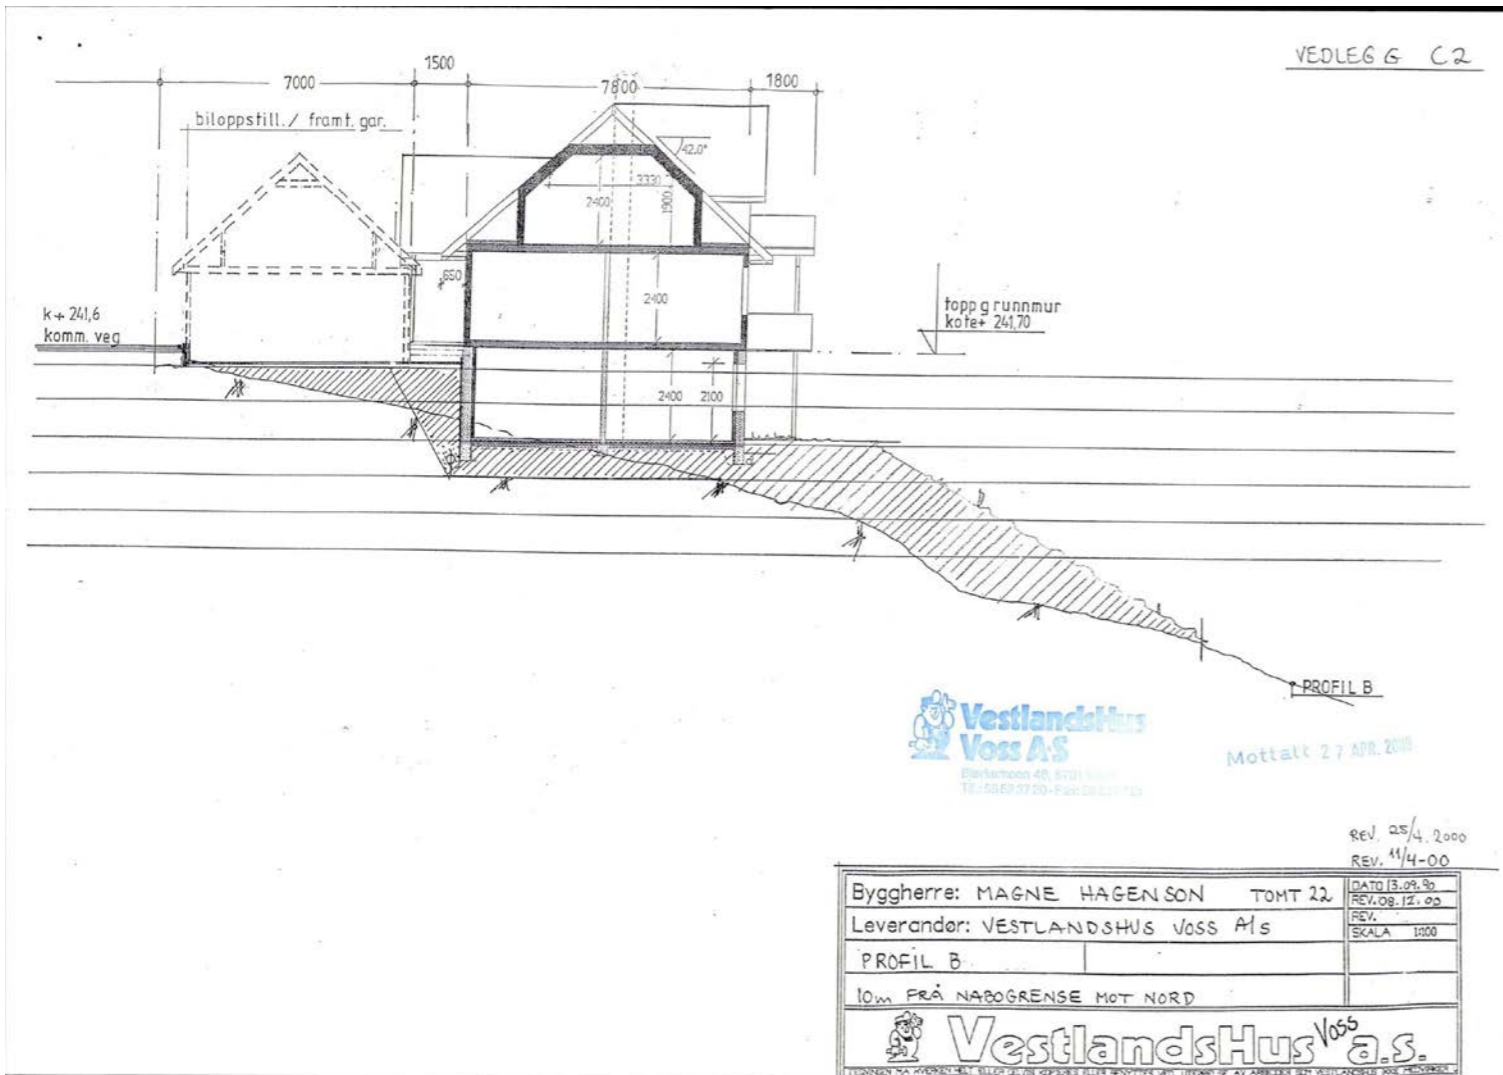 VEDLEGG C2
7000
1500
7800
1800
biloppstill. / framt. gar.
42.0°
3330
2400
1900
650
2400
k+ 241,6
komm. veg
topp grunnmur
kote+ 241,70
2400
2100
PROFIL B
VestlandsHus
Voss A·S
Mottatt 27 APR.
REV. 25/4. 2000
REV. 11/4-00
Byggherre: MAGNE HAGENSON TOMT 22
DATO 13.09.90
REV. 08.12.00
Leverandør: VESTLANDSHUS VOSS A/S
REV.
SKALA 1:100
PROFIL B
10m FRÅ NABOGRENSE MOT NORD
VestlandsHus Voss a.s.